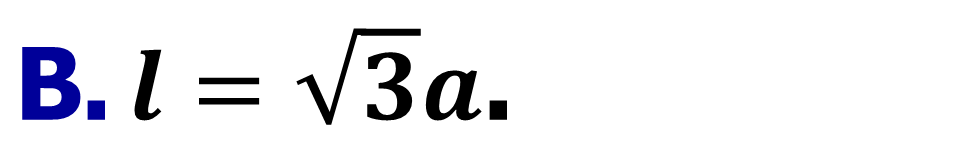 B. l = √3a.